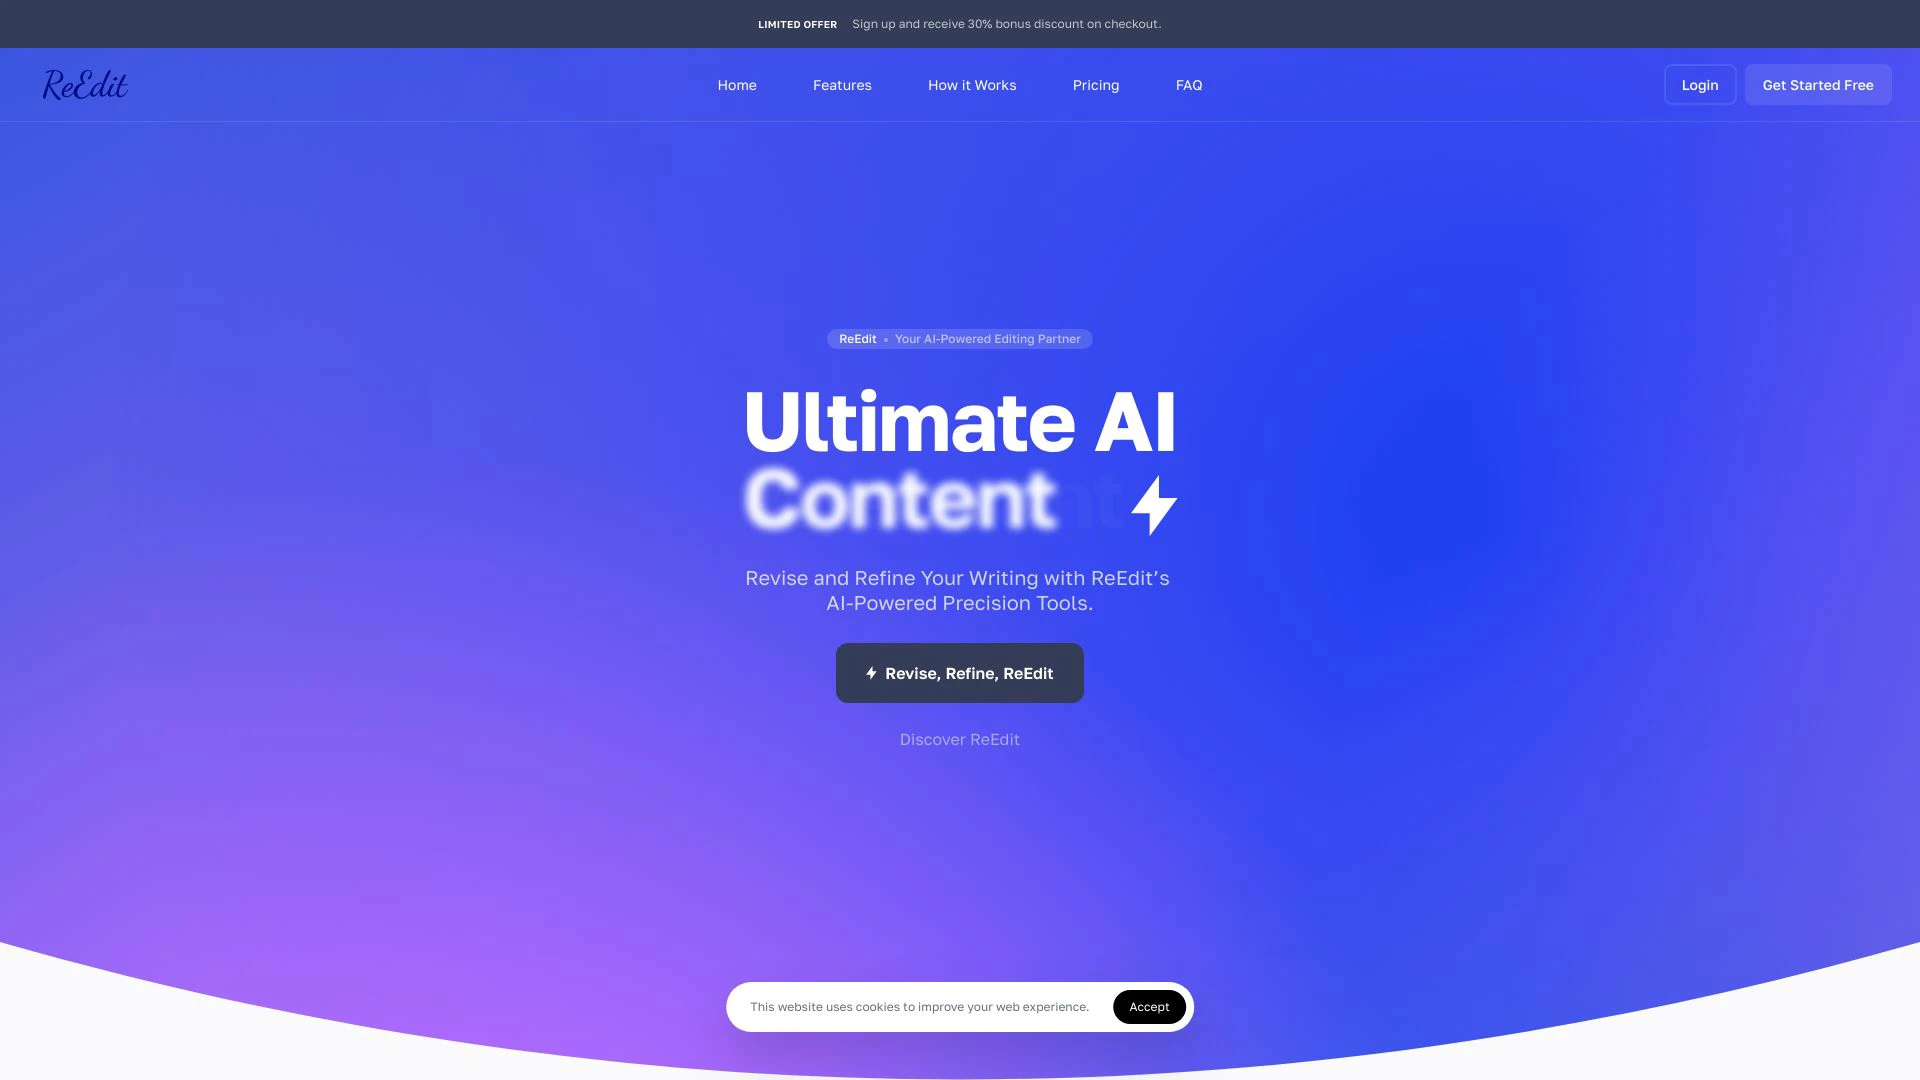 LIMITED OFFER Sign up and receive 30% bonus discount on checkout.
ReEdit
Home
Features
How it Works
Pricing
FAQ
Login
Get Started Free
ReEdit • Your AI-Powered Editing Partner
Ultimate AI
Content
Revise and Refine Your Writing with ReEdit’s
AI-Powered Precision Tools.
Revise, Refine, ReEdit
Discover ReEdit
This website uses cookies to improve your web experience.
Accept